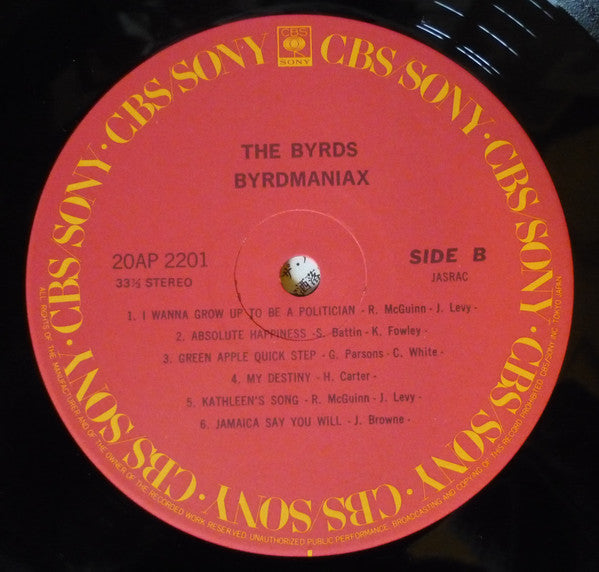 CBS
SONY
CBS/SONY · CBS/SONY · CBS/SONY · CBS/SONY · CBS/SONY · CBS/SONY · CBS/SONY · CBS/SONY ·
THE BYRDS
BYRDMANIAX
20AP 2201
33⅓ STEREO
SIDE B
JASRAC
1. I WANNA GROW UP TO BE A POLITICIAN - R. McGuinn - J. Levy -
2. ABSOLUTE HAPPINESS - S. Battin - K. Fowley -
3. GREEN APPLE QUICK STEP - G. Parsons - C. White -
4. MY DESTINY - H. Carter -
5. KATHLEEN'S SONG - R. McGuinn - J. Levy -
6. JAMAICA SAY YOU WILL - J. Browne -
ALL RIGHTS OF THE MANUFACTURER AND OF THE OWNER OF THE RECORDED WORK RESERVED. UNAUTHORIZED PUBLIC PERFORMANCE, BROADCASTING AND COPYING OF THIS RECORD PROHIBITED. CBS/SONY INC. TOKYO JAPAN